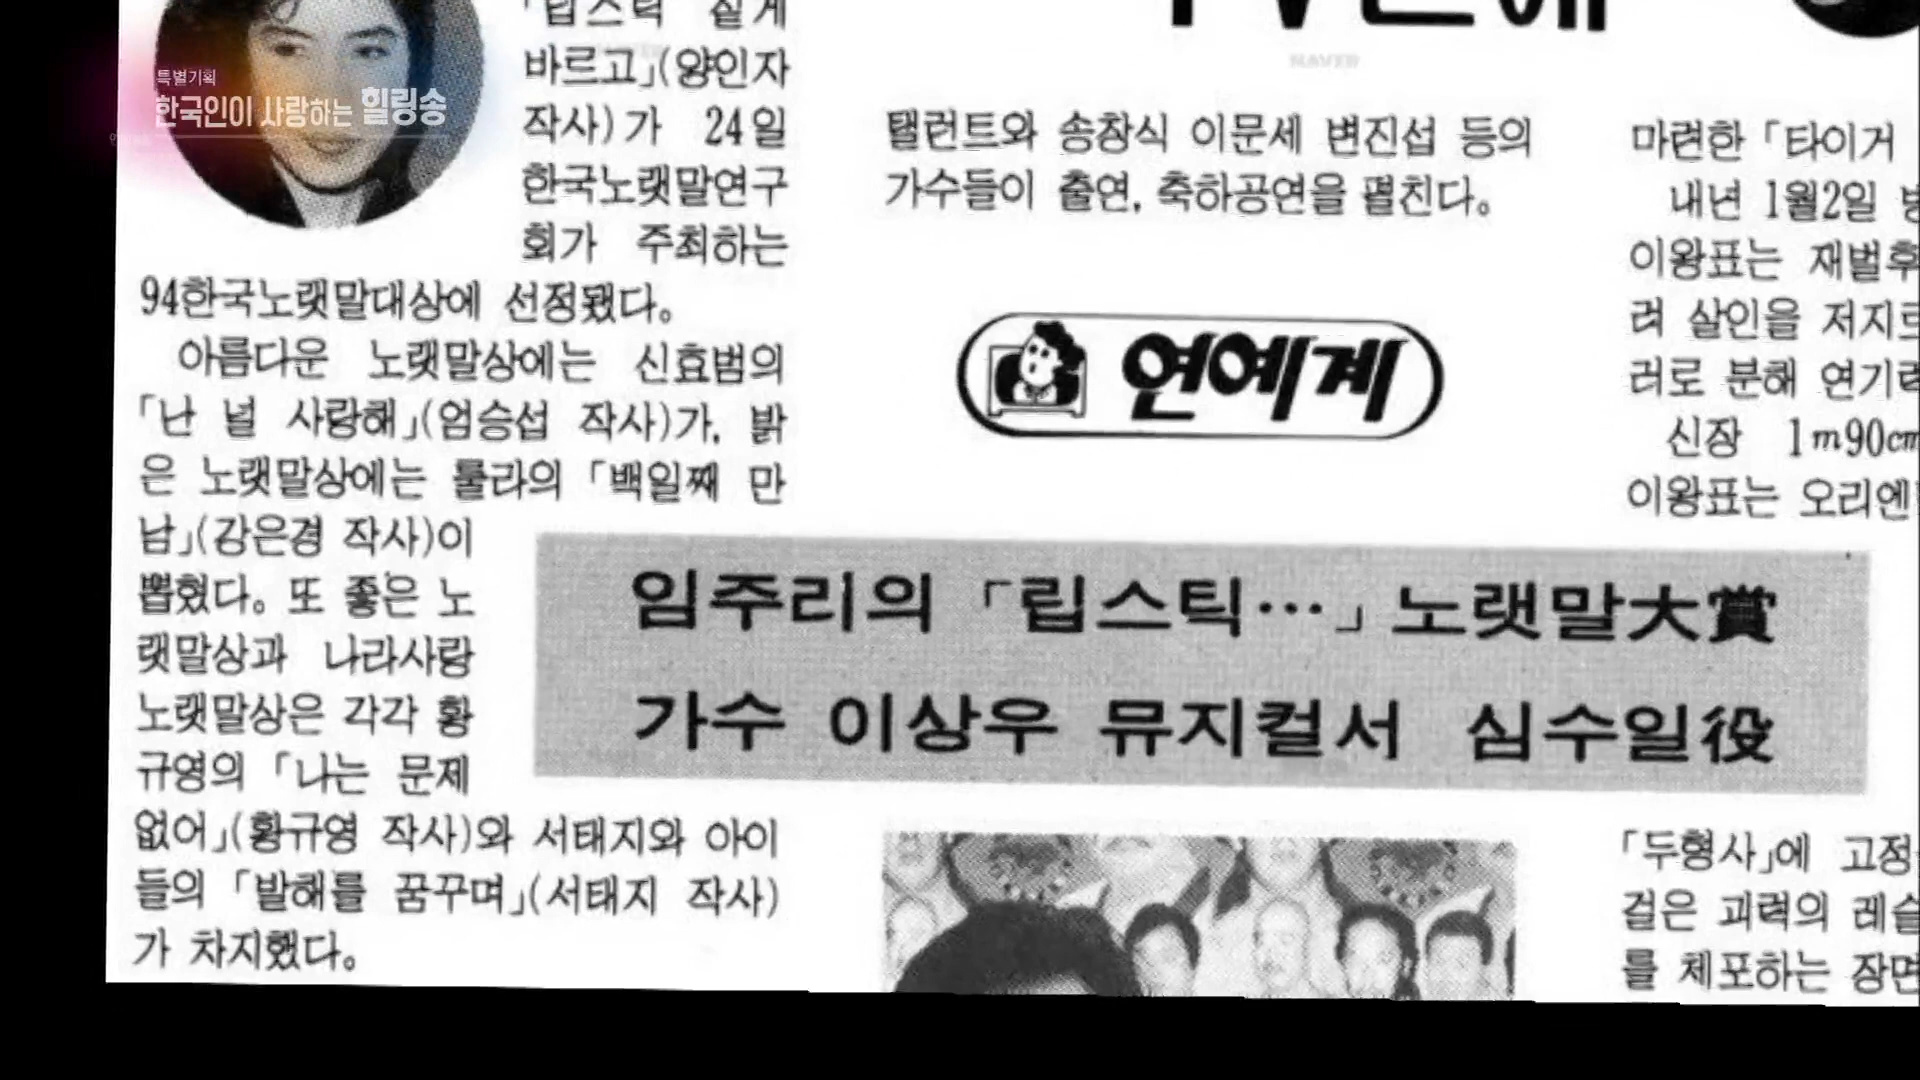 특별기획
한국인이 사랑하는 힐링송
「립스틱 짙게
바르고」(양인자
작사)가 24일
한국노랫말연구
회가 주최하는
94한국노랫말대상에 선정됐다.
아름다운 노랫말상에는 신효범의
「난 널 사랑해」(엄승섭 작사)가, 밝
은 노랫말상에는 룰라의 「백일째 만
남」(강은경 작사)이
뽑혔다. 또 좋은 노
랫말상과 나라사랑
노랫말상은 각각 황
규영의 「나는 문제
없어」(황규영 작사)와 서태지와 아이
들의 「발해를 꿈꾸며」(서태지 작사)
가 차지했다.
NAVER
탤런트와 송창식 이문세 변진섭 등의
가수들이 출연, 축하공연을 펼친다.
연예계
임주리의 「립스틱…」 노랫말大賞
가수 이상우 뮤지컬서 심수일役
마련한 「타이거
내년 1월2일
이왕표는 재벌후
려 살인을 저지르
러로 분해 연기력
신장 1m90cm
이왕표는 오리엔
「두형사」에 고정
걸은 괴력의 레슬
를 체포하는 장면